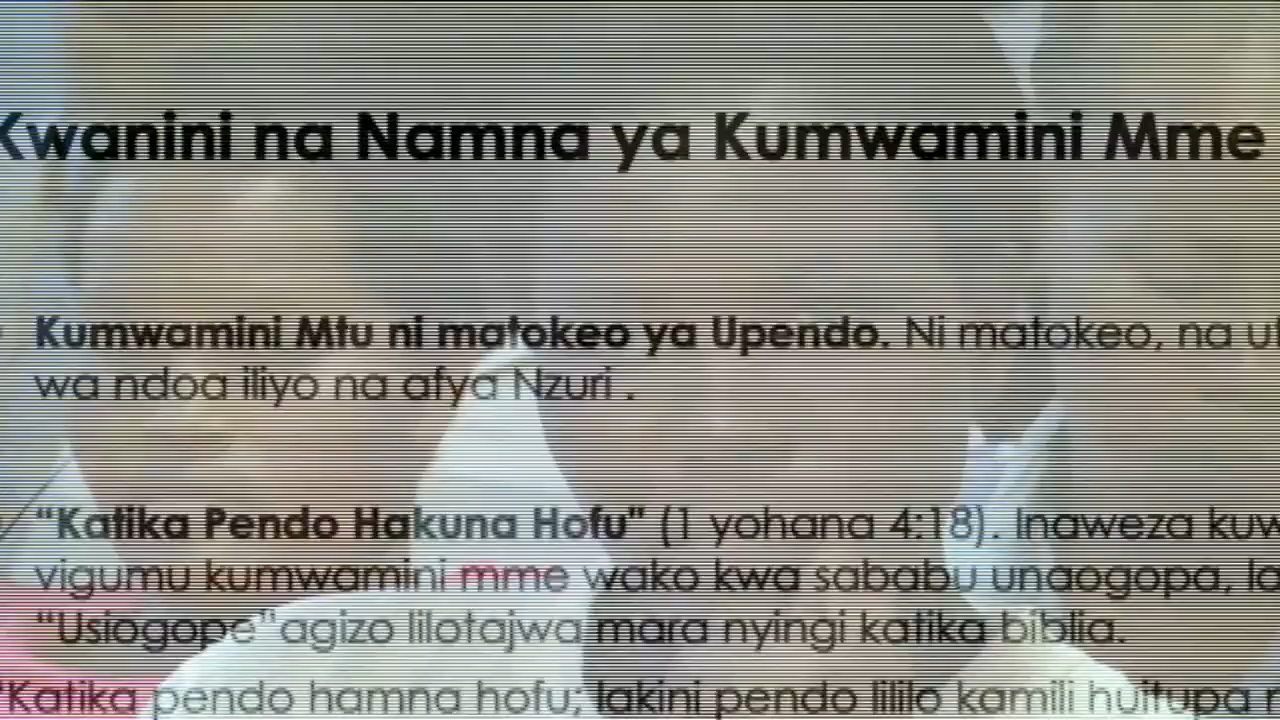 Kwanini na Namna ya Kumwamini Mme
Kumwamini Mtu ni matokeo ya Upendo. Ni matokeo, na
wa ndoa iliyo na afya Nzuri .
“Katika Pendo Hakuna Hofu” (1 yohana 4:18). Inaweza
vigumu kumwamini mme wako kwa sababu unaogopa,
“Usiogope”agizo lilotajwa mara nyingi katika biblia.
“Katika pendo hamna hofu; lakini pendo lililo kamili huitupa